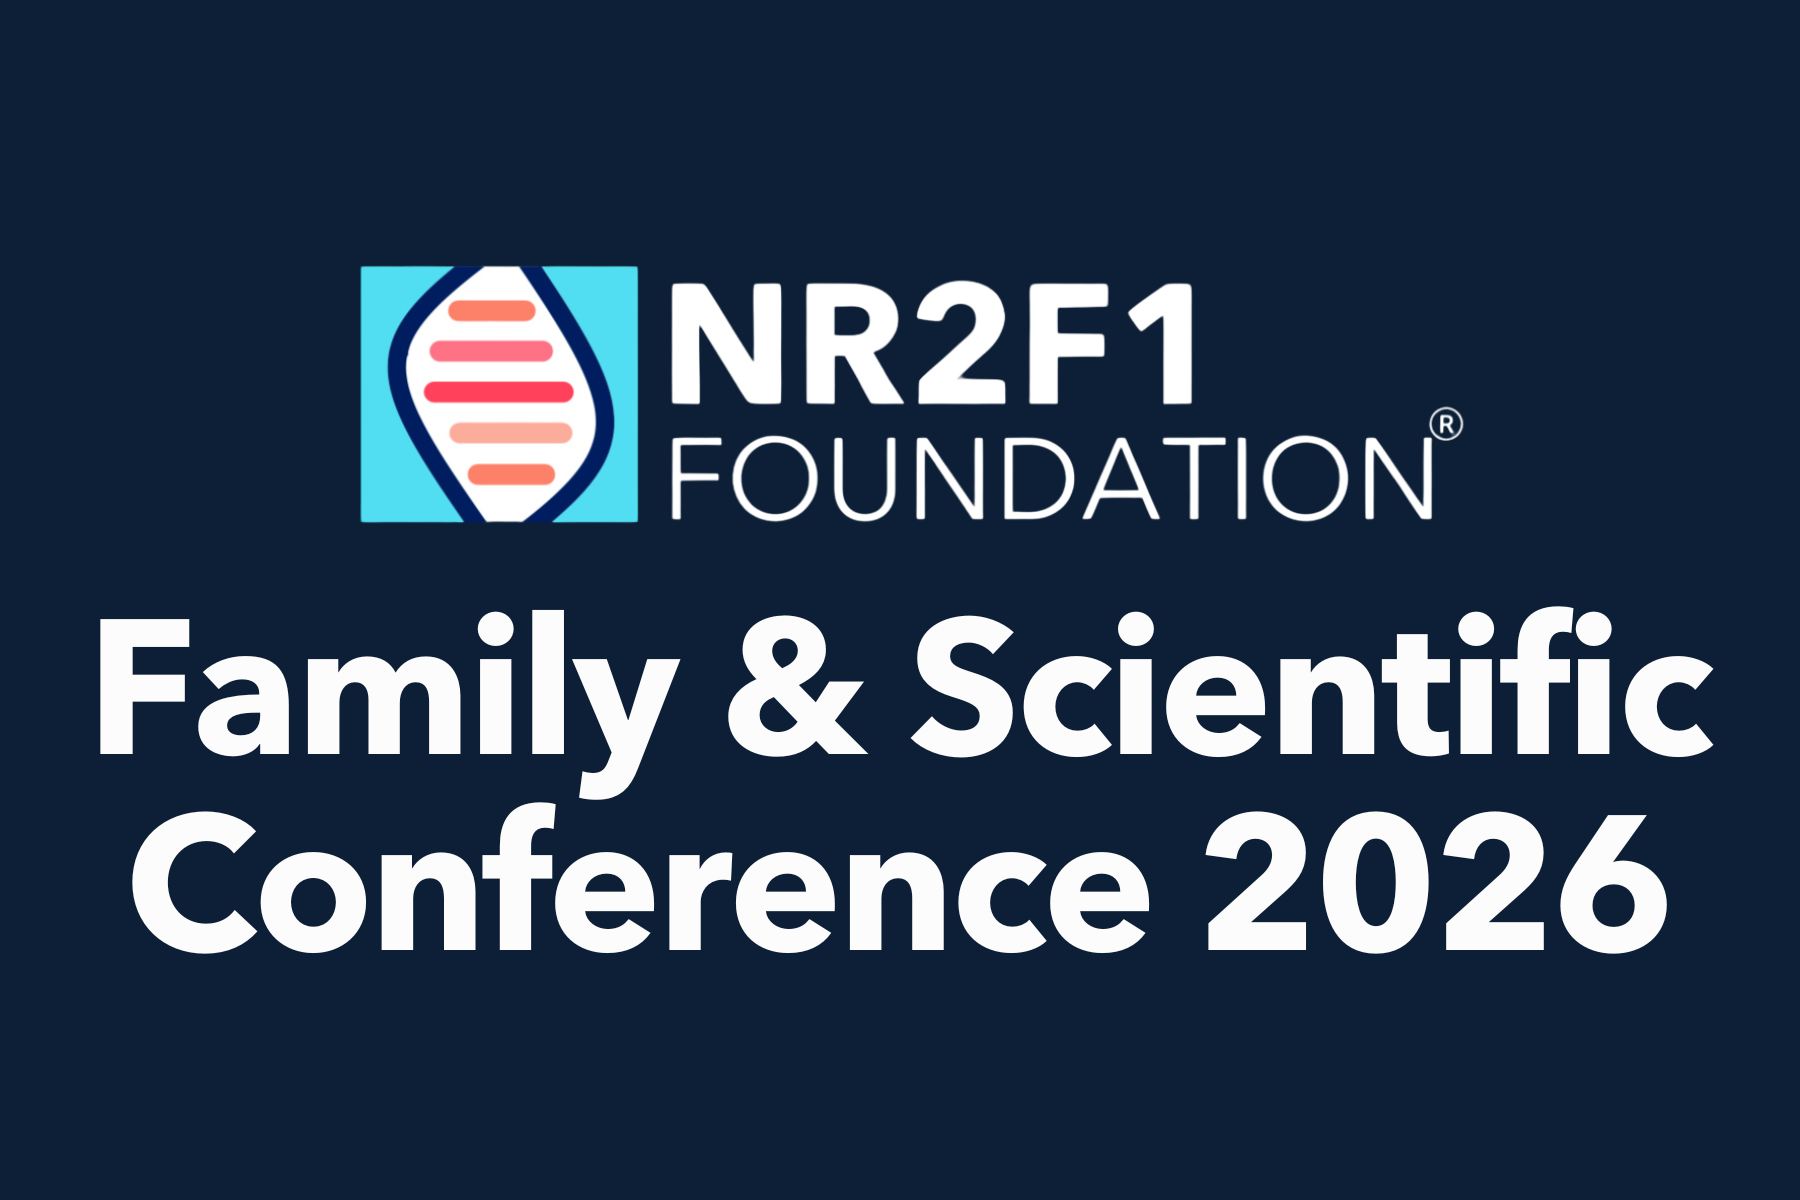 NR2F1
FOUNDATION®
Family & Scientific
Conference 2026